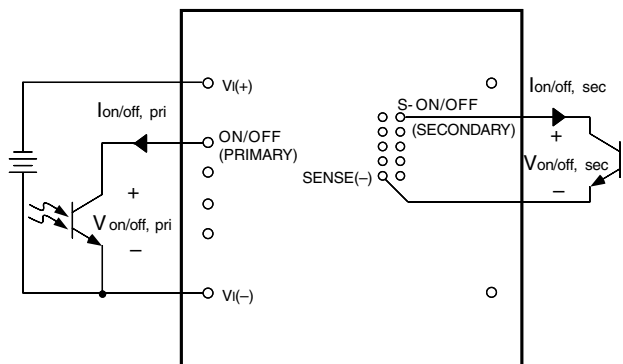 VI(+)
Ion/off, pri
ON/OFF
(PRIMARY)
+
Von/off, pri
–
VI(–)
S-ON/OFF
(SECONDARY)
SENSE(–)
Ion/off, sec
+
Von/off, sec
–